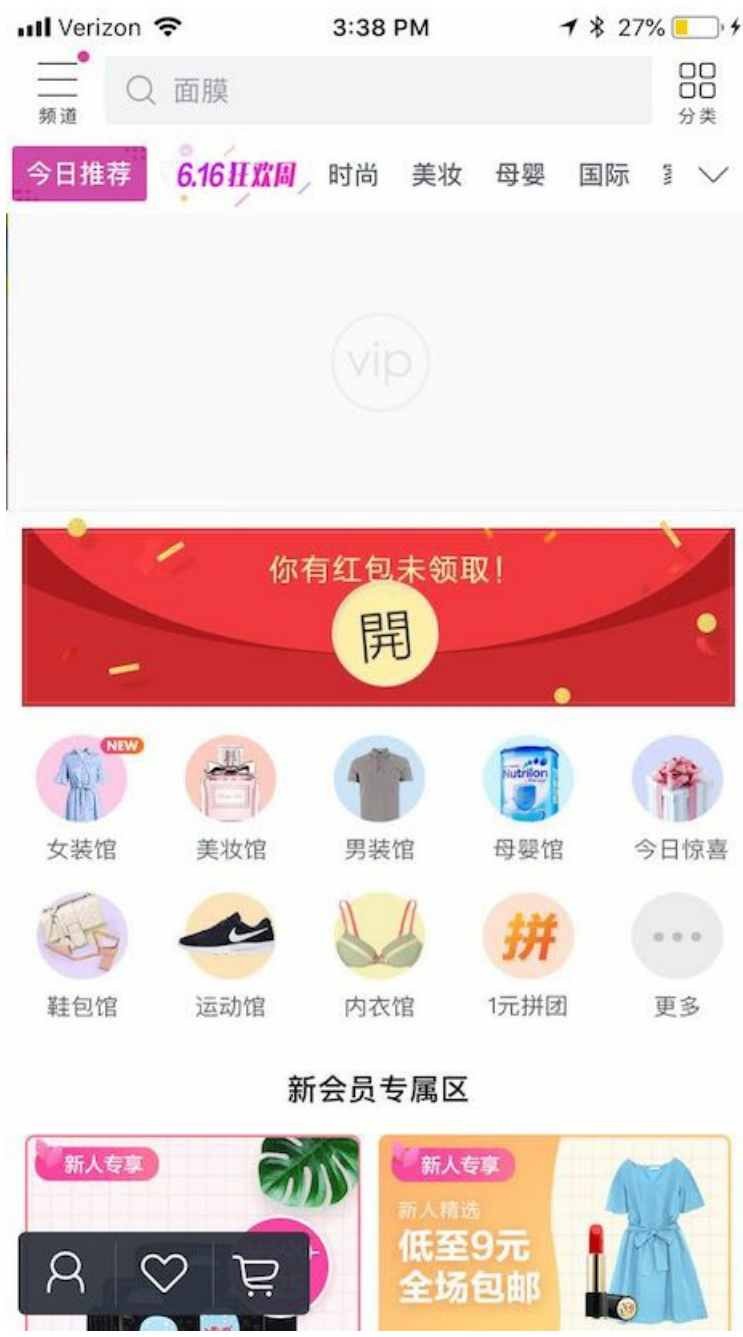 Verizon 3:38 PM 27%
频道 面膜 分类
今日推荐 6.16狂欢周 时尚 美妆 母婴 国际
vip
你有红包未领取!
開
NEW
Nutrilon
女装馆 美妆馆 男装馆 母婴馆 今日惊喜
拼
鞋包馆 运动馆 内衣馆 1元拼团 更多
新会员专属区
新人专享 新人专享
新人精选
低至9元
全场包邮